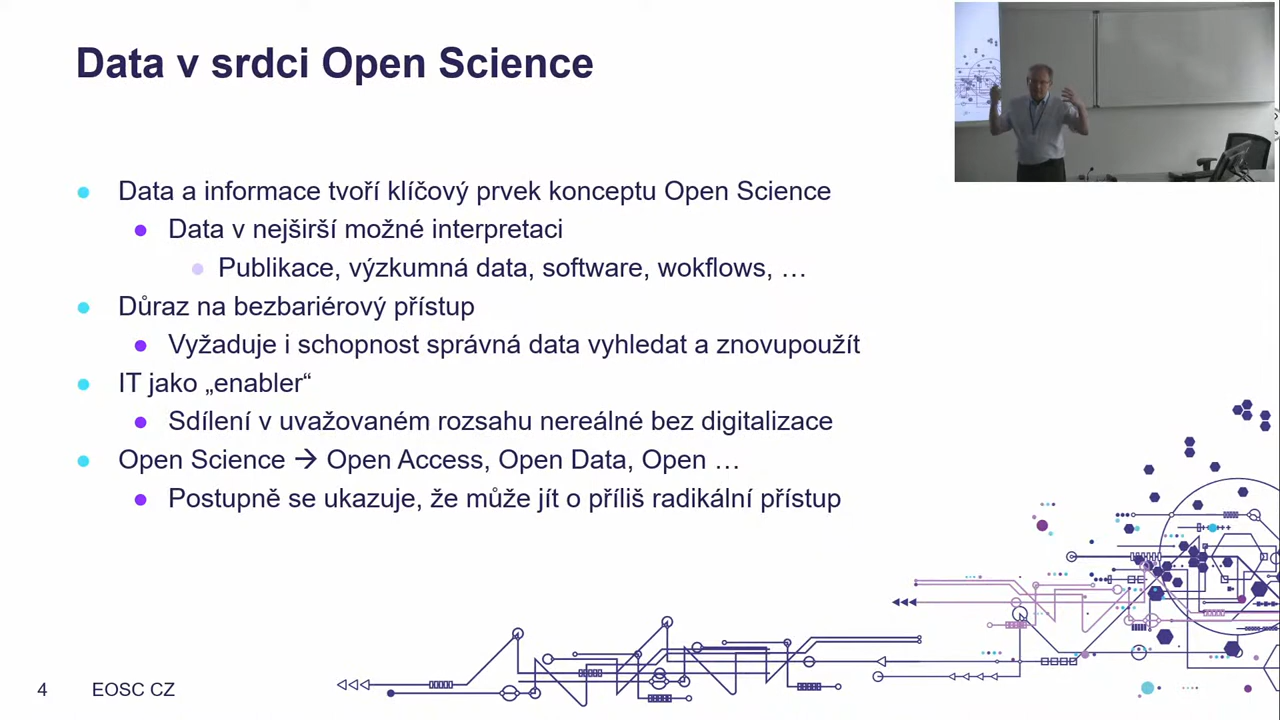 Data v srdci Open Science
Data a informace tvoří klíčový prvek konceptu Open Science
Data v nejširší možné interpretaci
Publikace, výzkumná data, software, wokflows, …
Důraz na bezbariérový přístup
Vyžaduje i schopnost správná data vyhledat a znovupoužít
IT jako „enabler“
Sdílení v uvažovaném rozsahu nereálné bez digitalizace
Open Science → Open Access, Open Data, Open …
Postupně se ukazuje, že může jít o příliš radikální přístup
4 EOSC CZ